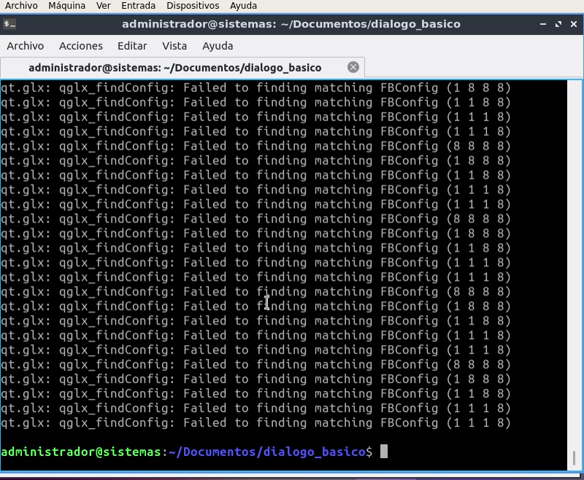 Archivo Máquina Ver Entrada Dispositivos Ayuda
administrador@sistemas: ~/Documentos/dialogo_basico
Archivo Acciones Editar Vista Ayuda
administrador@sistemas: ~/Documentos/dialogo_basico
qt.glx: qglx_findConfig: Failed to finding matching FBConfig (1 8 8 8)
qt.glx: qglx_findConfig: Failed to finding matching FBConfig (1 1 8 8)
qt.glx: qglx_findConfig: Failed to finding matching FBConfig (1 1 1 8)
qt.glx: qglx_findConfig: Failed to finding matching FBConfig (1 1 1 8)
qt.glx: qglx_findConfig: Failed to finding matching FBConfig (8 8 8 8)
qt.glx: qglx_findConfig: Failed to finding matching FBConfig (1 8 8 8)
qt.glx: qglx_findConfig: Failed to finding matching FBConfig (1 1 8 8)
qt.glx: qglx_findConfig: Failed to finding matching FBConfig (1 1 1 8)
qt.glx: qglx_findConfig: Failed to finding matching FBConfig (1 1 1 8)
qt.glx: qglx_findConfig: Failed to finding matching FBConfig (8 8 8 8)
qt.glx: qglx_findConfig: Failed to finding matching FBConfig (1 8 8 8)
qt.glx: qglx_findConfig: Failed to finding matching FBConfig (1 1 8 8)
qt.glx: qglx_findConfig: Failed to finding matching FBConfig (1 1 1 8)
qt.glx: qglx_findConfig: Failed to finding matching FBConfig (1 1 1 8)
qt.glx: qglx_findConfig: Failed to finding matching FBConfig (8 8 8 8)
qt.glx: qglx_findConfig: Failed to finding matching FBConfig (1 8 8 8)
qt.glx: qglx_findConfig: Failed to finding matching FBConfig (1 1 8 8)
qt.glx: qglx_findConfig: Failed to finding matching FBConfig (1 1 1 8)
qt.glx: qglx_findConfig: Failed to finding matching FBConfig (1 1 1 8)
qt.glx: qglx_findConfig: Failed to finding matching FBConfig (8 8 8 8)
qt.glx: qglx_findConfig: Failed to finding matching FBConfig (1 8 8 8)
qt.glx: qglx_findConfig: Failed to finding matching FBConfig (1 1 8 8)
qt.glx: qglx_findConfig: Failed to finding matching FBConfig (1 1 1 8)
qt.glx: qglx_findConfig: Failed to finding matching FBConfig (1 1 1 8)
administrador@sistemas:~/Documentos/dialogo_basico$